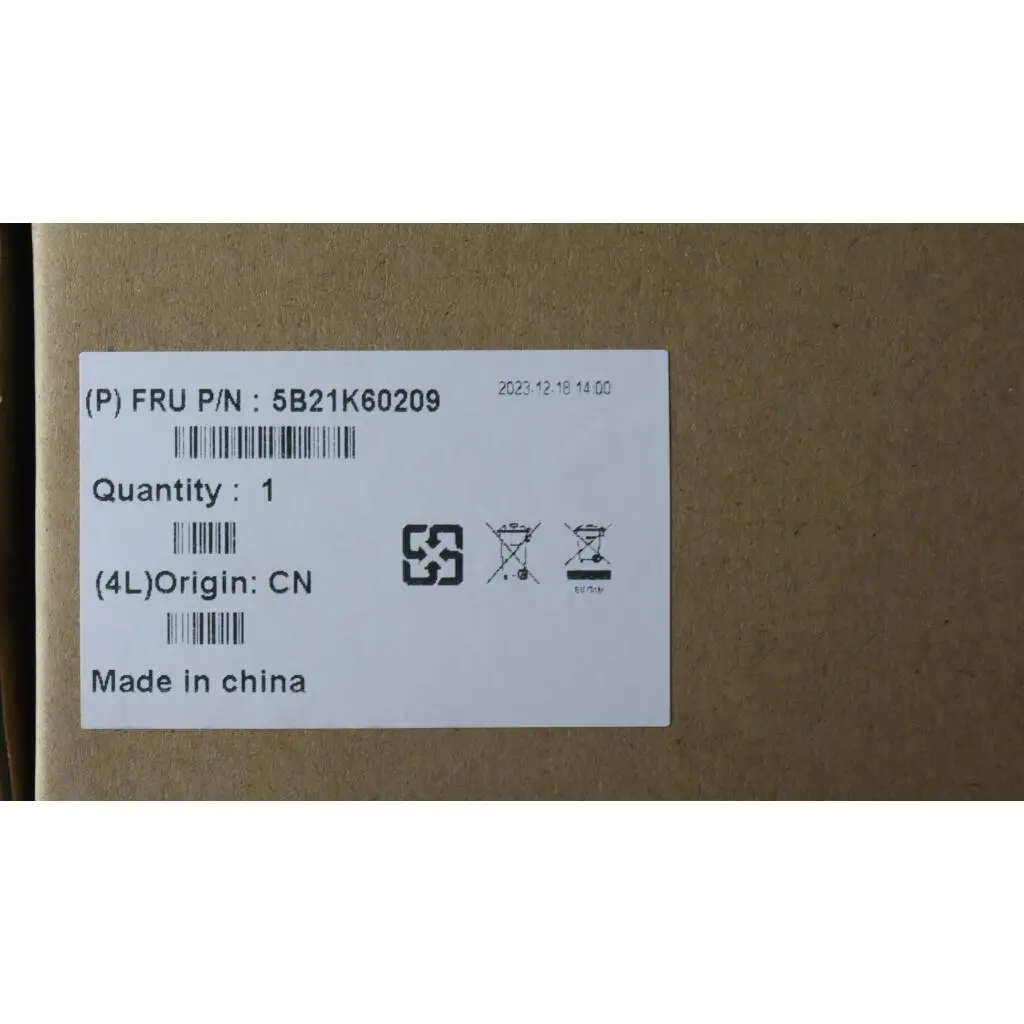 (P) FRU P/N : 5B21K60209
2023-12-18 14:00
Quantity : 1
(4L)Origin: CN
Made in china